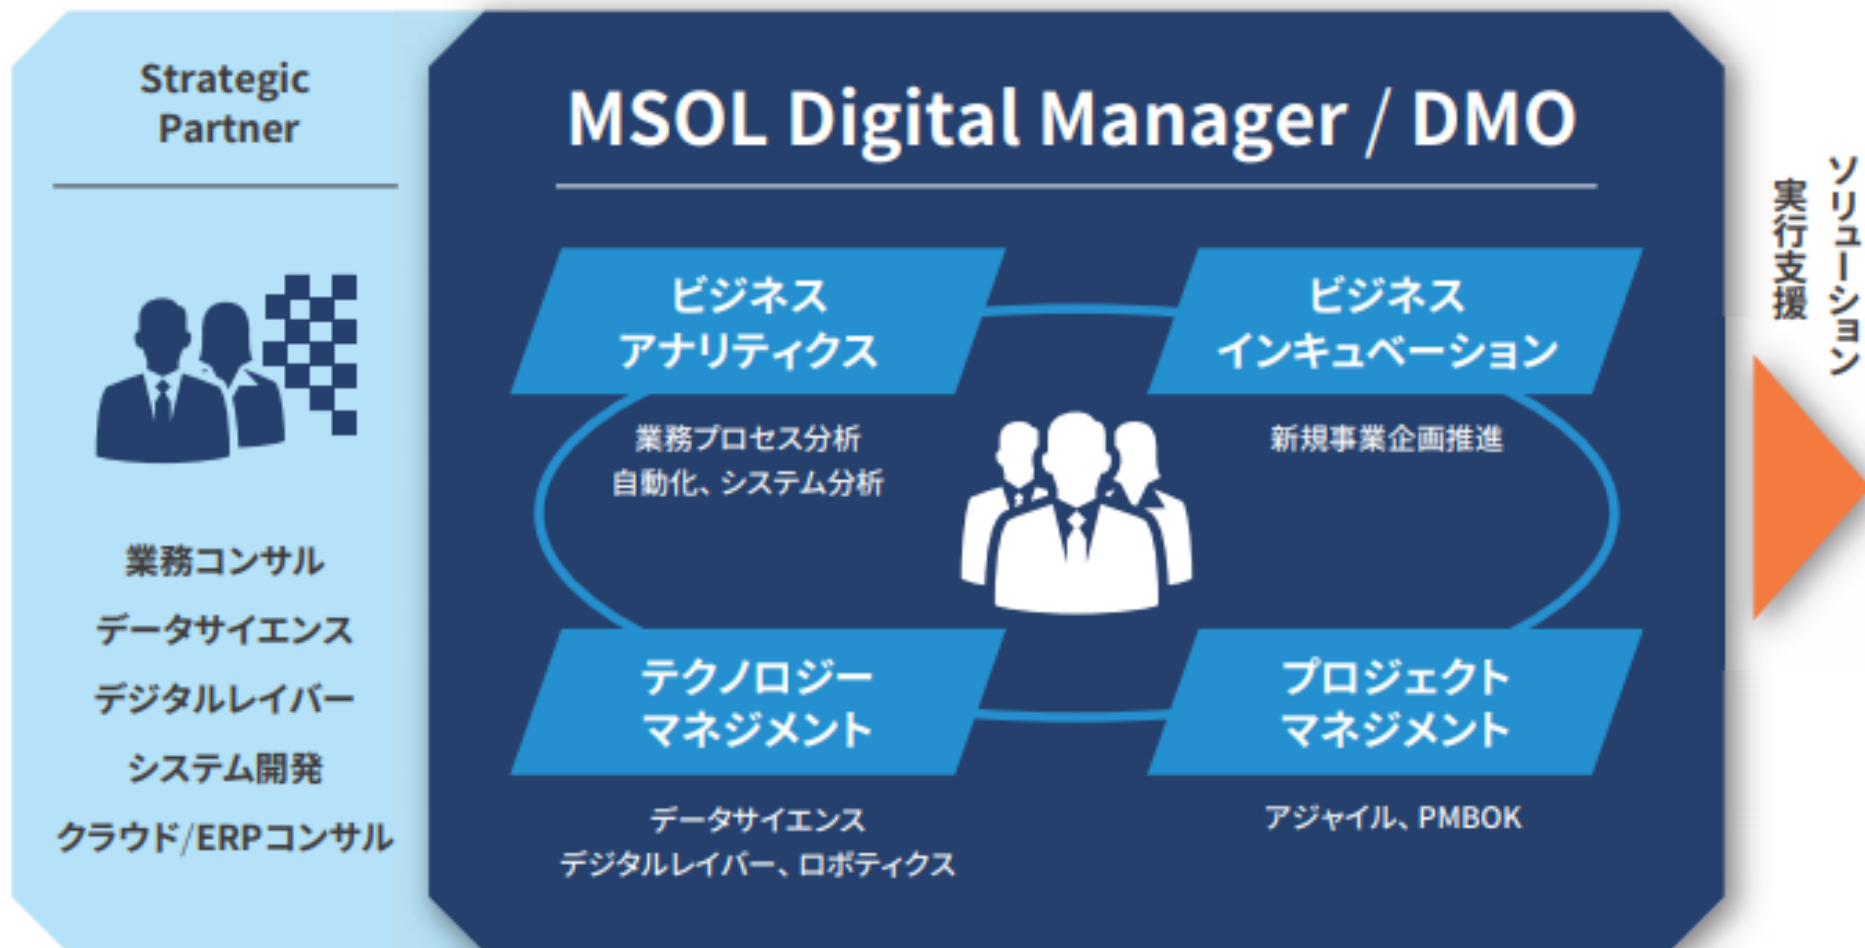 Strategic
Partner
業務コンサル
データサイエンス
デジタルレイバー
システム開発
クラウド/ERPコンサル
MSOL Digital Manager / DMO
ビジネス
アナリティクス
業務プロセス分析
自動化、システム分析
ビジネス
インキュベーション
新規事業企画推進
テクノロジー
マネジメント
データサイエンス
デジタルレイバー、ロボティクス
プロジェクト
マネジメント
アジャイル、PMBOK
ソリューション
実行支援